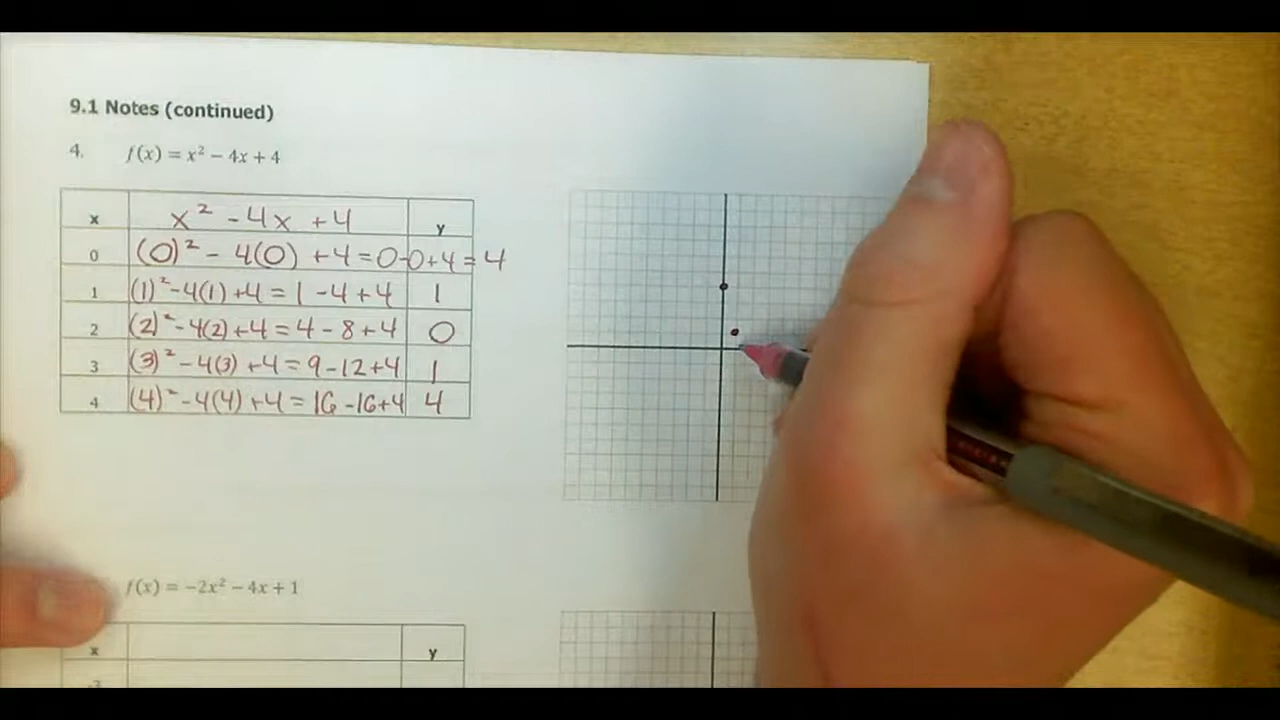 9.1 Notes (continued)
4. f(x) = x² − 4x + 4
x x² - 4x + 4 y
0 (0)² - 4(0) + 4 = 0-0+4 = 4
1 (1)² - 4(1) + 4 = 1 - 4 + 4 1
2 (2)² - 4(2) + 4 = 4 - 8 + 4 0
3 (3)² - 4(3) + 4 = 9 - 12 + 4 1
4 (4)² - 4(4) + 4 = 16 - 16 + 4 4
f(x) = −2x² − 4x + 1
x y